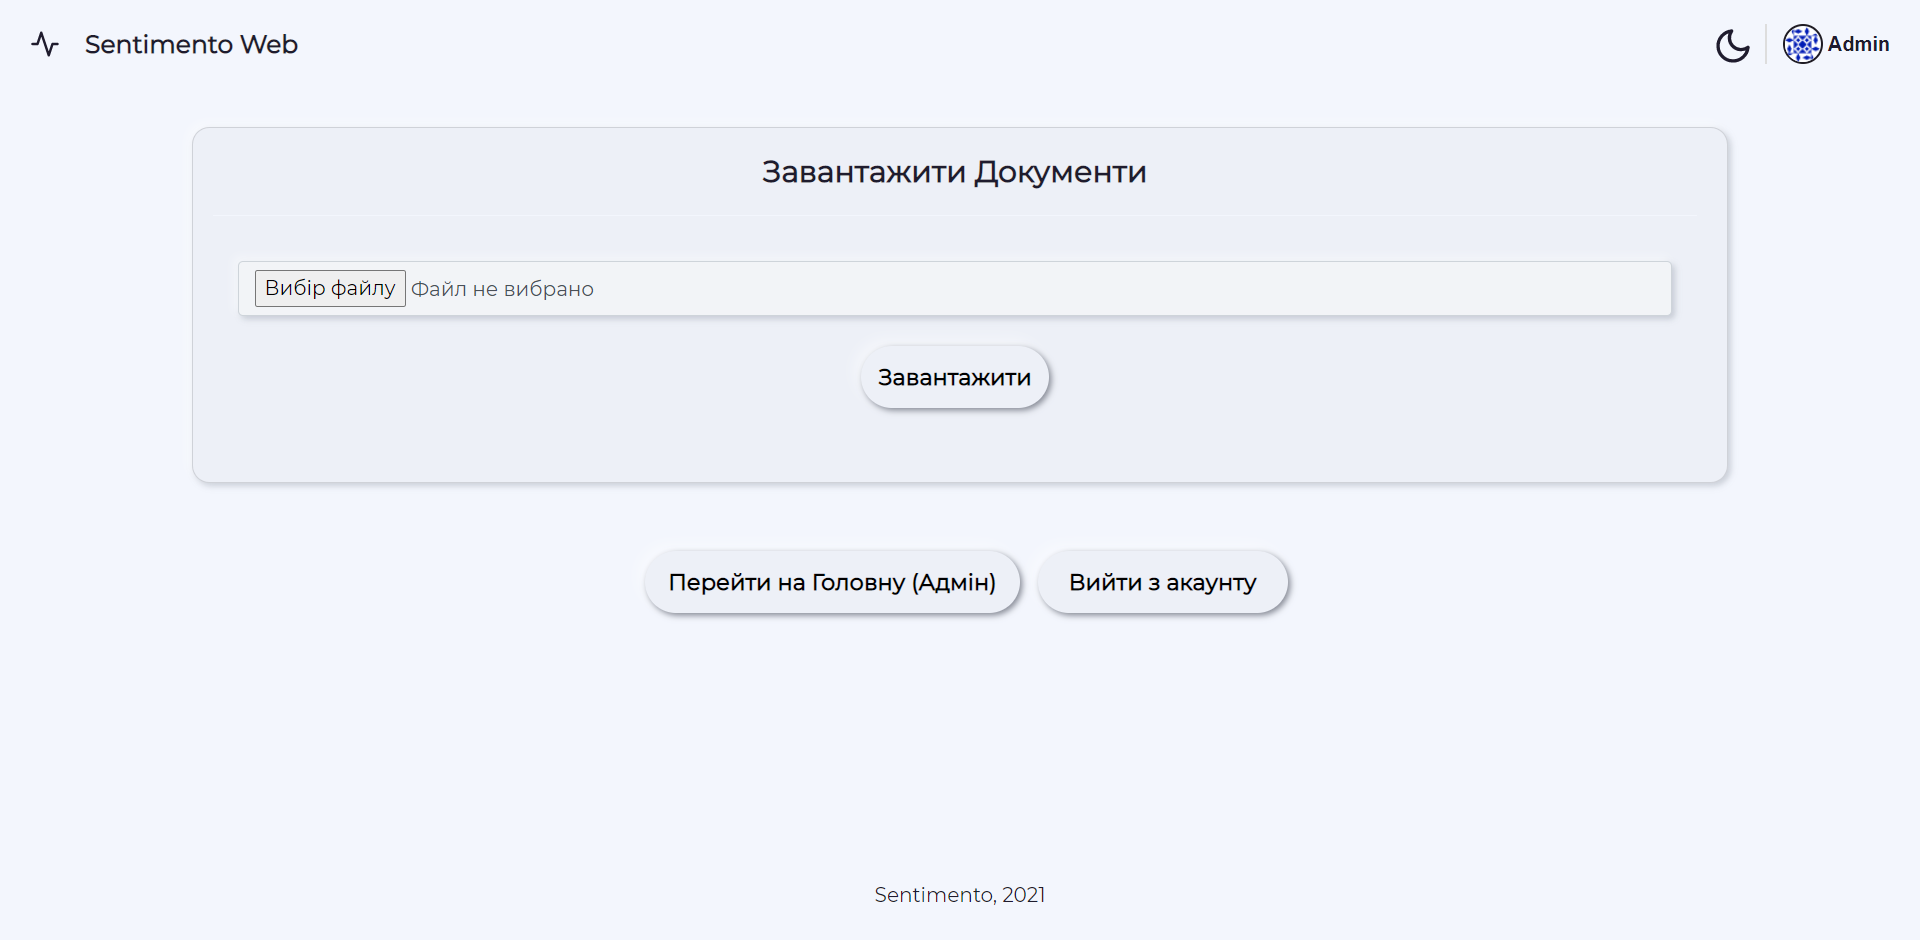 Sentimento Web
Admin
Завантажити Документи
Вибір файлу Файл не вибрано
Завантажити
Перейти на Головну (Адмін)
Вийти з акаунту
Sentimento, 2021